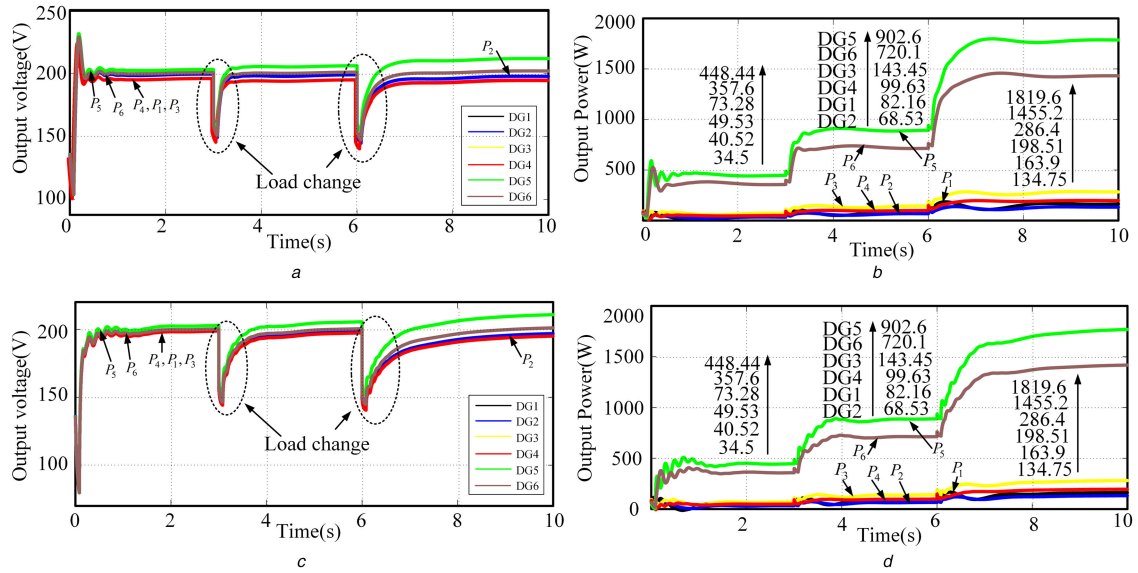 Output voltage(V)
250
200
150
100
P5
P6
P4, P1, P3
P2
Load change
DG1
DG2
DG3
DG4
DG5
DG6
0 2 4 6 8 10
Time(s)
a
Output Power(W)
2000
1500
1000
500
0
448.44
357.6
73.28
49.53
40.52
34.5
DG5 902.6
DG6 720.1
DG3 143.45
DG4 99.63
DG1 82.16
DG2 68.53
1819.6
1455.2
286.4
198.51
163.9
134.75
P6
P5
P3
P4
P2
P1
0 2 4 6 8 10
Time(s)
b
Output voltage(V)
200
150
100
P5
P6
P4, P1, P3
P2
Load change
DG1
DG2
DG3
DG4
DG5
DG6
0 2 4 6 8 10
Time(s)
c
Output Power(W)
2000
1500
1000
500
0
448.44
357.6
73.28
49.53
40.52
34.5
DG5 902.6
DG6 720.1
DG3 143.45
DG4 99.63
DG1 82.16
DG2 68.53
1819.6
1455.2
286.4
198.51
163.9
134.75
P6
P5
P3
P4
P2
P1
2 4 6 8 10
Time(s)
d